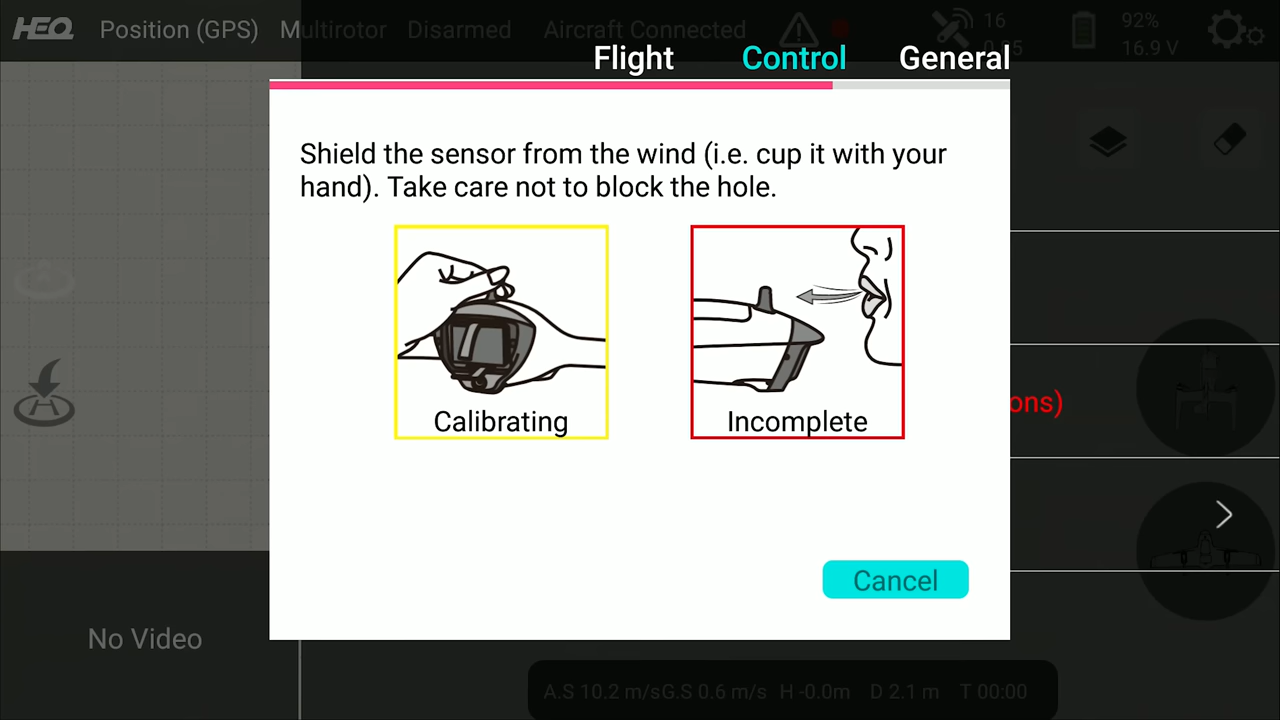 HEQ Position (GPS) Multirotor Disarmed Aircraft Connected 16 92%
16.9 V
Flight Control General
Shield the sensor from the wind (i.e. cup it with your
hand). Take care not to block the hole.
Calibrating Incomplete
ons)
Cancel
No Video
A.S 10.2 m/sG.S 0.6 m/s H -0.0m D 2.1 m T 00:00